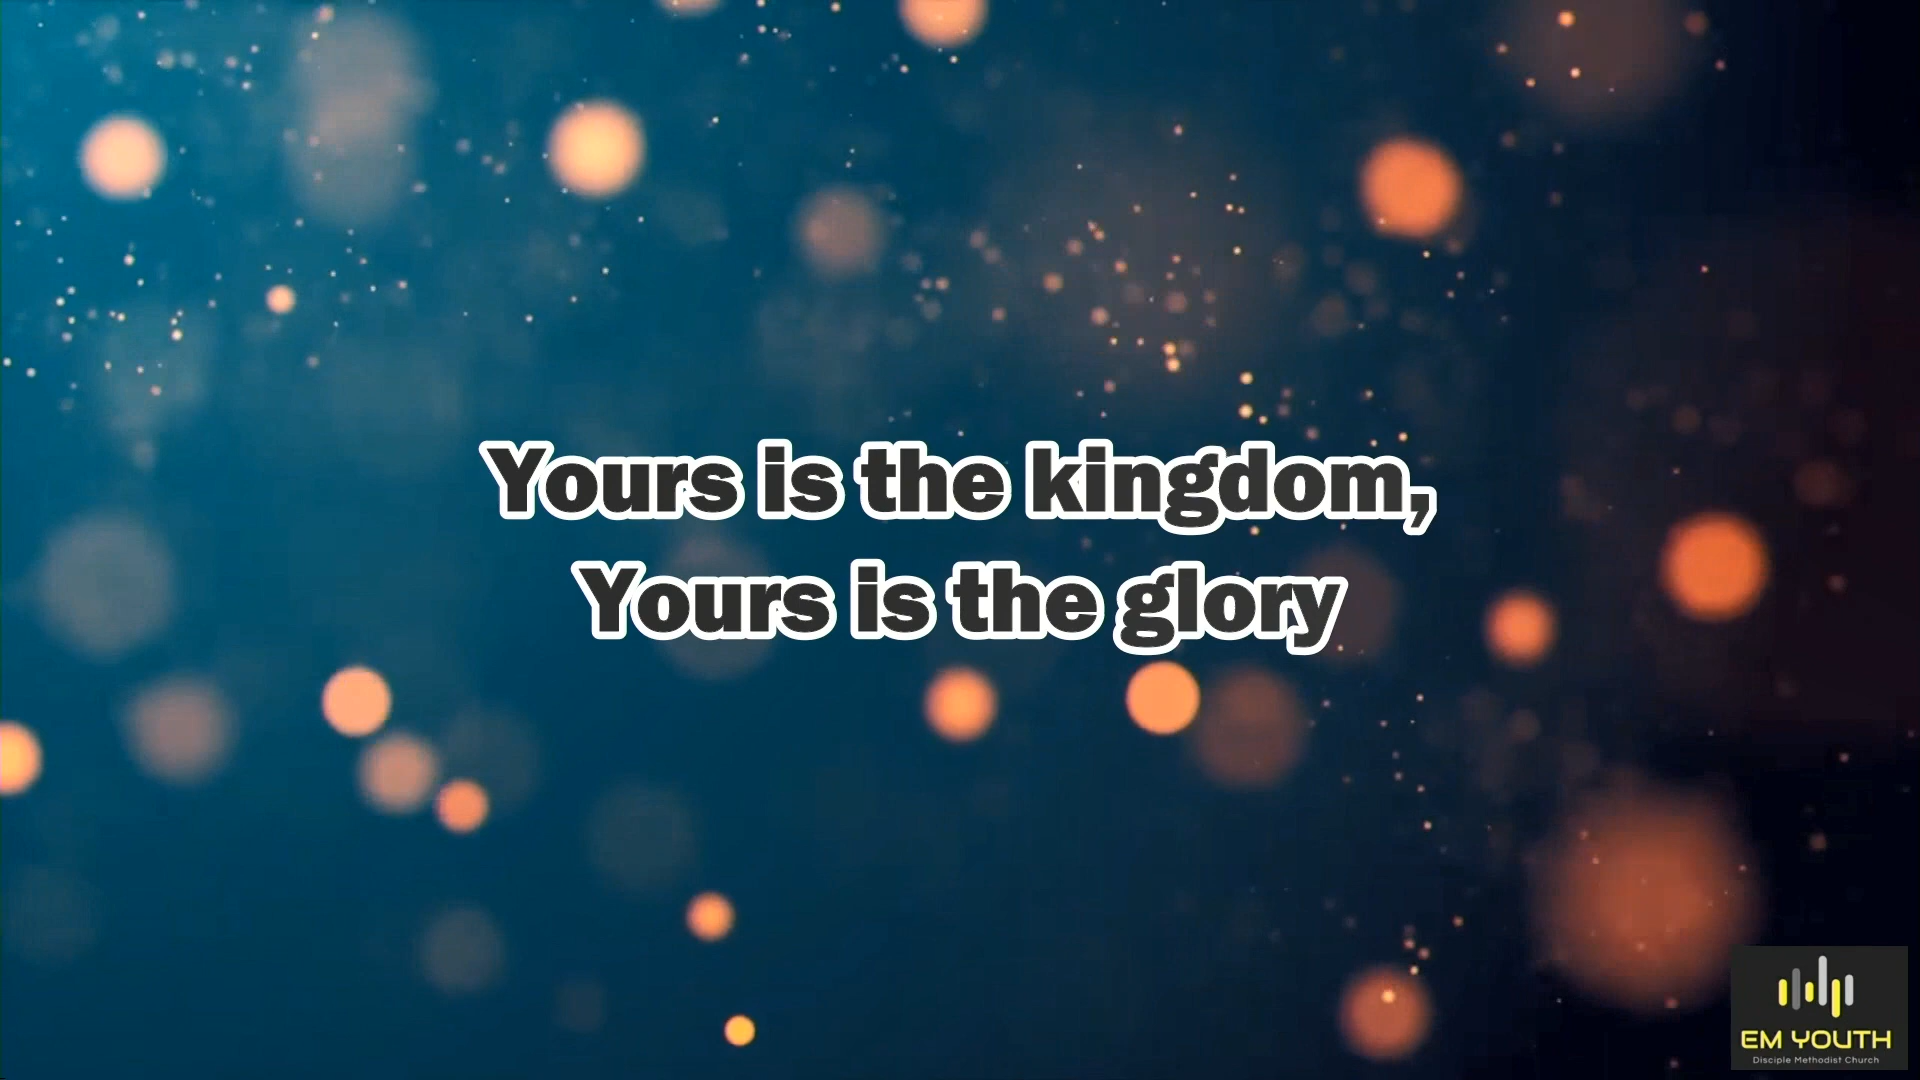 Yours is the kingdom,
Yours is the glory
EM YOUTH
Disciple Methodist Church